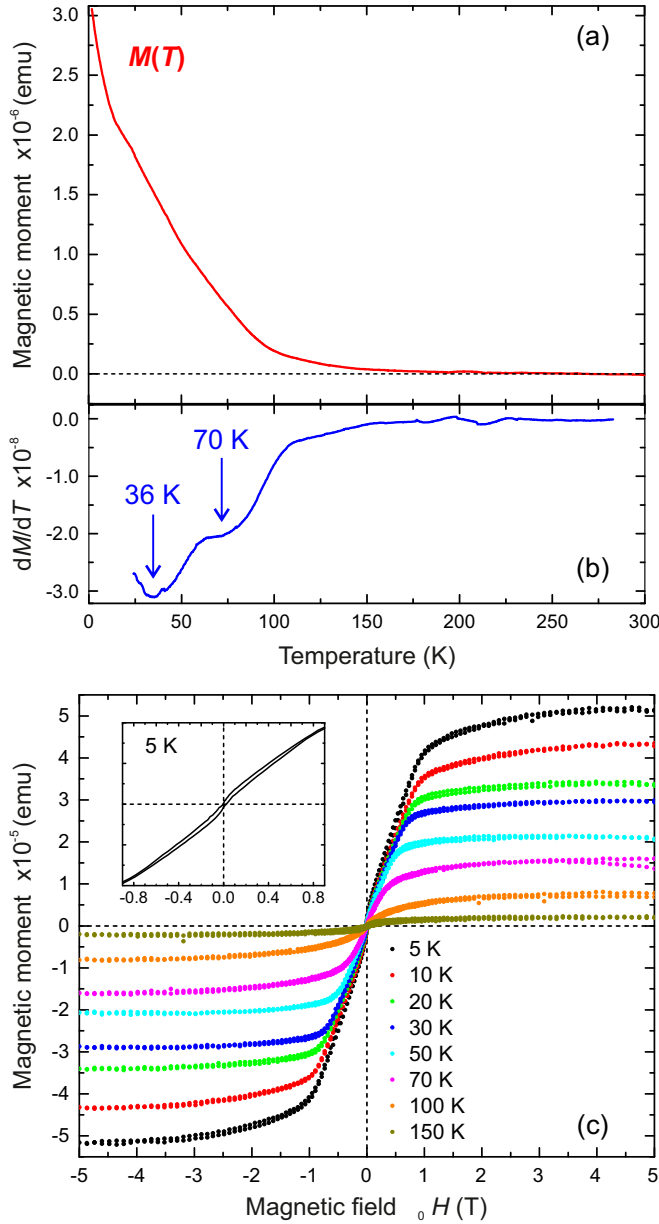 (a)
M(T)
Magnetic moment x10⁻⁶ (emu)
3.0
2.5
2.0
1.5
1.0
0.5
0.0
(b)
dM/dT x10⁻⁸
0.0
-1.0
-2.0
-3.0
70 K
36 K
0 50 100 150 200 250 300
Temperature (K)
5 K
-0.8 -0.4 0.0 0.4 0.8
Magnetic moment x10⁻⁵ (emu)
5
4
3
2
1
0
-1
-2
-3
-4
-5
5 K
10 K
20 K
30 K
50 K
70 K
100 K
150 K
(c)
-5 -4 -3 -2 -1 0 1 2 3 4 5
Magnetic field ₀ H (T)